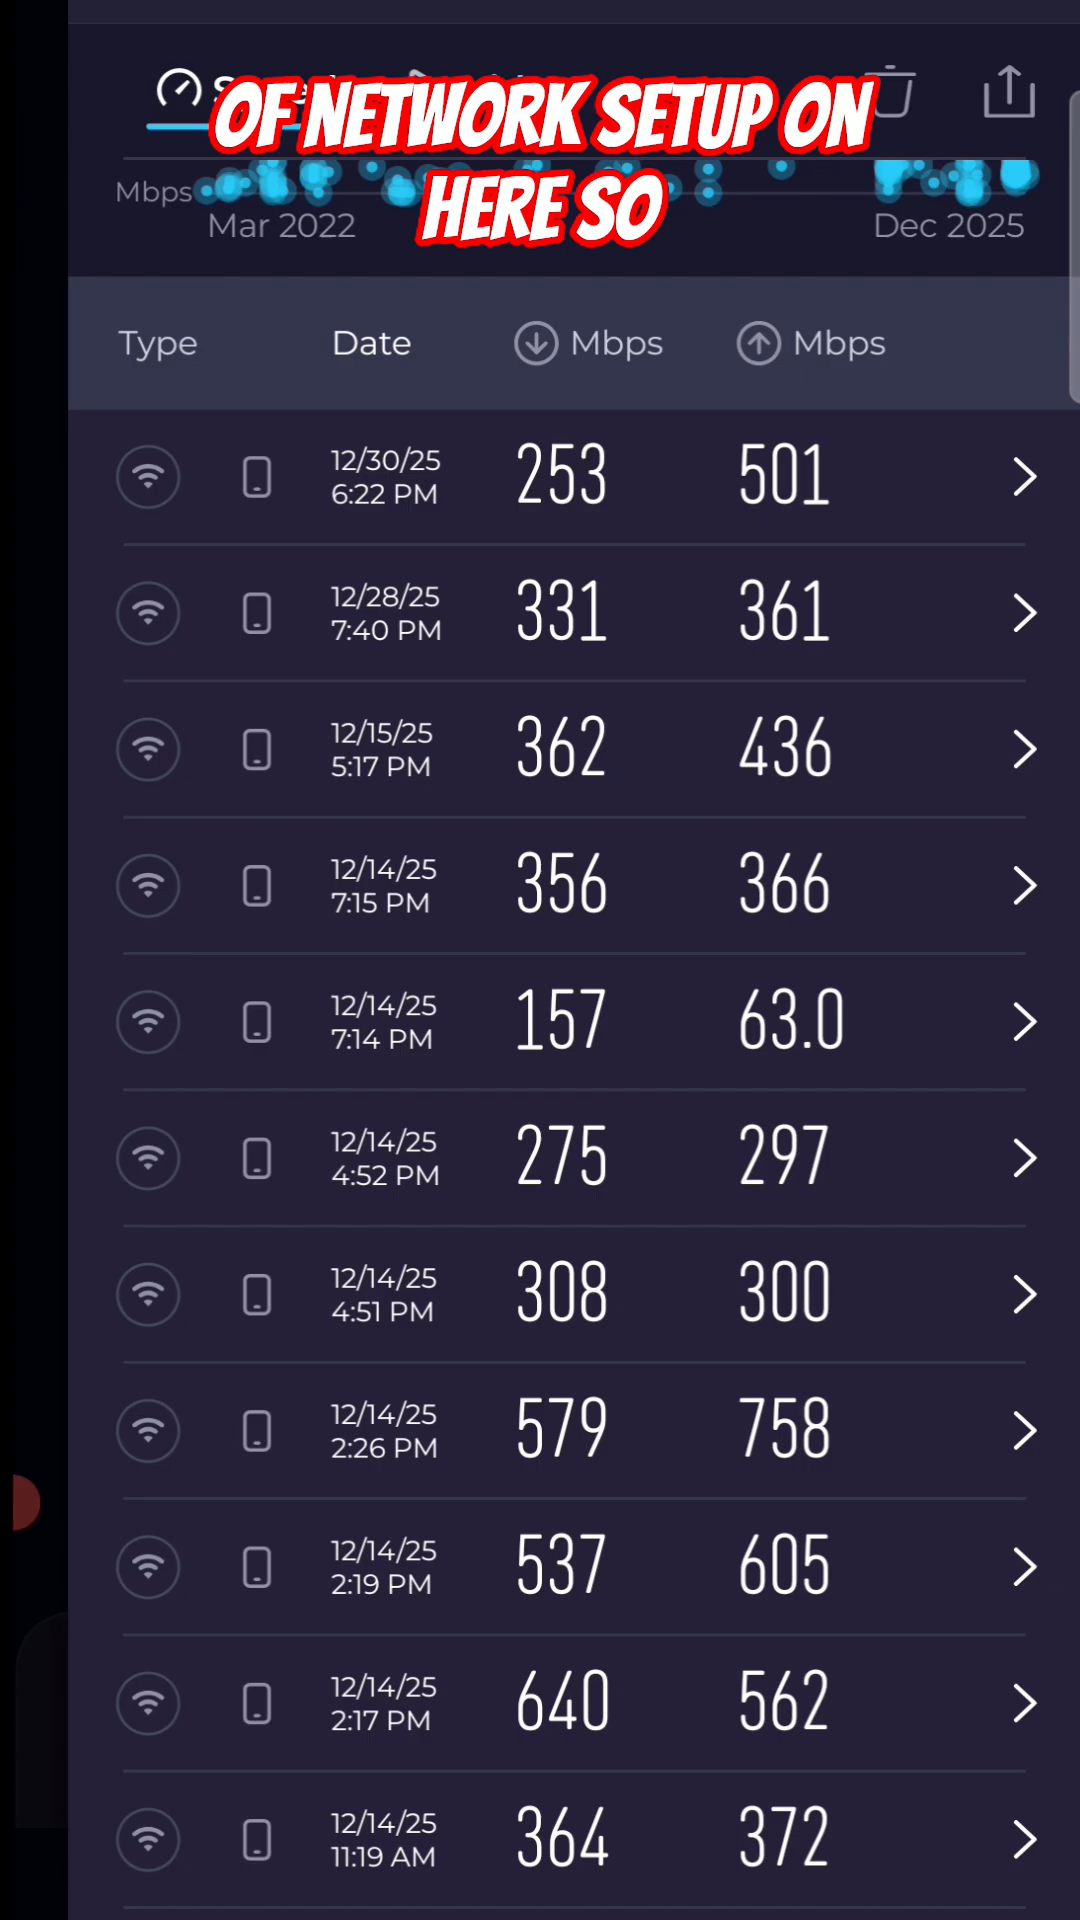 OF NETWORK SETUP ON
HERE SO
Mbps
Mar 2022 Dec 2025
Type Date Mbps Mbps
12/30/25
6:22 PM 253 501
12/28/25
7:40 PM 331 361
12/15/25
5:17 PM 362 436
12/14/25
7:15 PM 356 366
12/14/25
7:14 PM 157 63.0
12/14/25
4:52 PM 275 297
12/14/25
4:51 PM 308 300
12/14/25
2:26 PM 579 758
12/14/25
2:19 PM 537 605
12/14/25
2:17 PM 640 562
12/14/25
11:19 AM 364 372